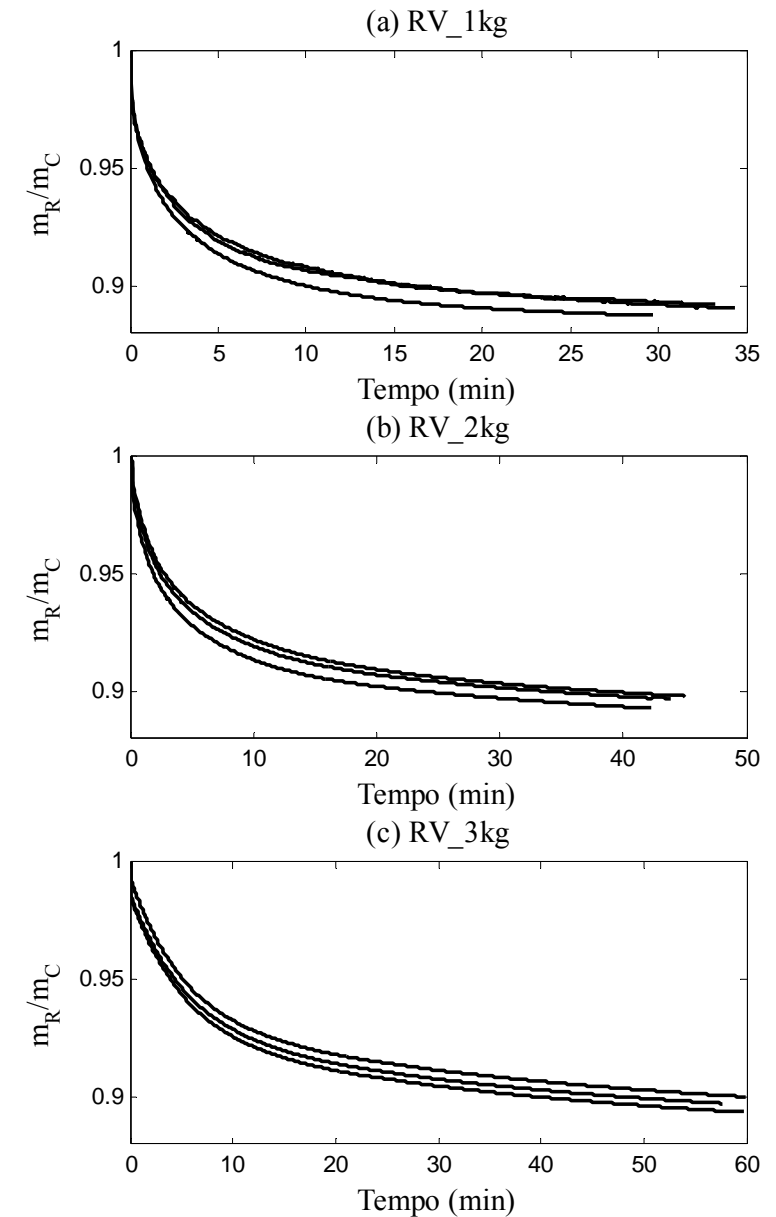 (a) RV_1kg
1
0.95
0.9
m_R/m_C
0 5 10 15 20 25 30 35
Tempo (min)
(b) RV_2kg
1
0.95
0.9
m_R/m_C
0 10 20 30 40 50
Tempo (min)
(c) RV_3kg
1
0.95
0.9
m_R/m_C
0 10 20 30 40 50 60
Tempo (min)